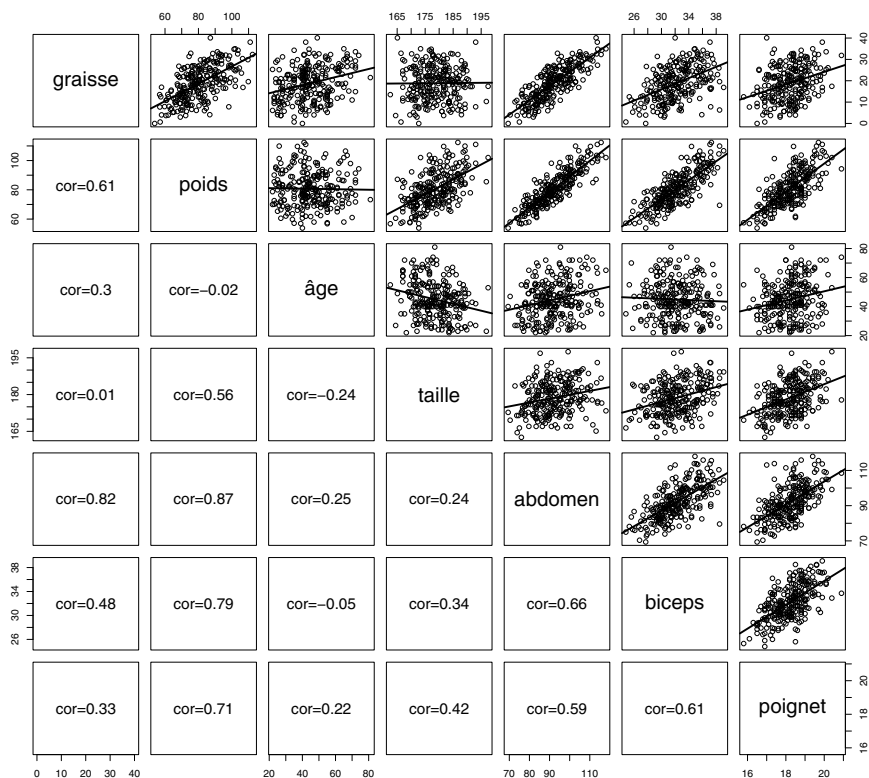 60 80 100 165 175 185 195 26 30 34 38
graisse
0 10 20 30 40
60 80 100
cor=0.61 poids
cor=0.3 cor=−0.02 âge
20 40 60 80
165 180 195
cor=0.01 cor=0.56 cor=−0.24 taille
cor=0.82 cor=0.87 cor=0.25 cor=0.24 abdomen
70 90 110
26 30 34 38
cor=0.48 cor=0.79 cor=−0.05 cor=0.34 cor=0.66 biceps
cor=0.33 cor=0.71 cor=0.22 cor=0.42 cor=0.59 cor=0.61 poignet
16 18 20
0 10 20 30 40 20 40 60 80 70 90 110 16 18 20